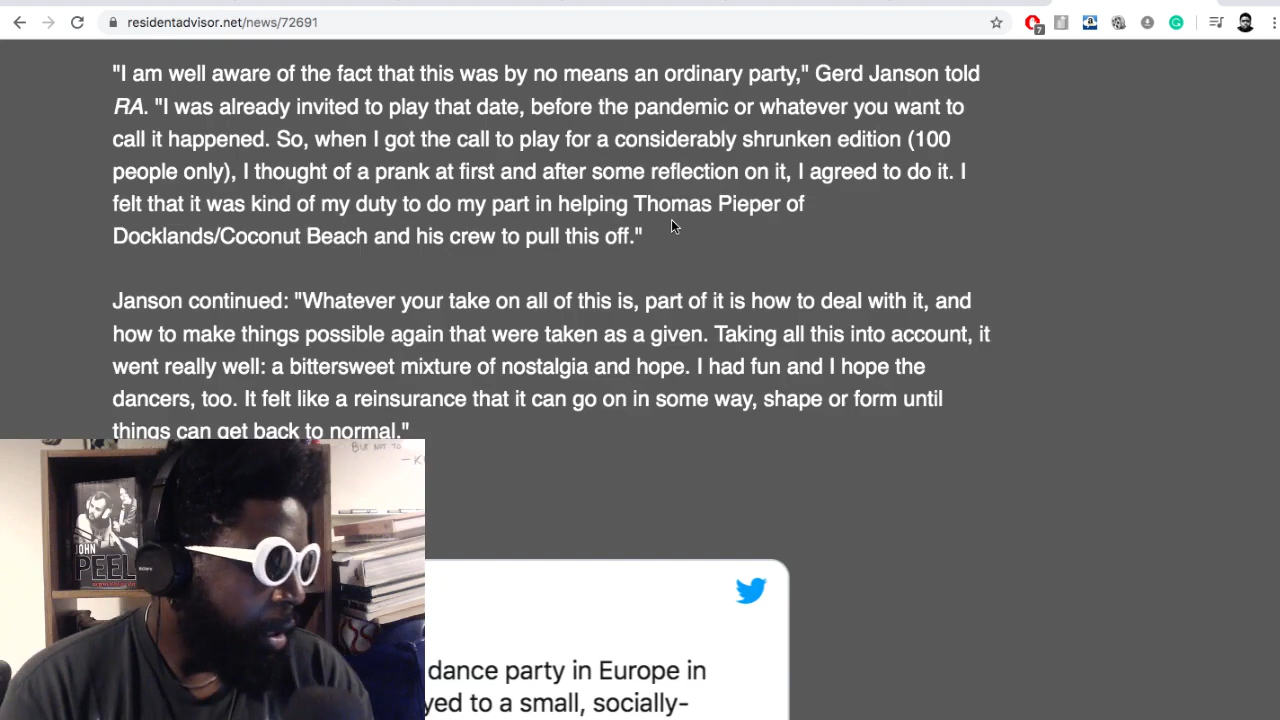 residentadvisor.net/news/72691
7
"I am well aware of the fact that this was by no means an ordinary party," Gerd Janson told
RA. "I was already invited to play that date, before the pandemic or whatever you want to
call it happened. So, when I got the call to play for a considerably shrunken edition (100
people only), I thought of a prank at first and after some reflection on it, I agreed to do it. I
felt that it was kind of my duty to do my part in helping Thomas Pieper of
Docklands/Coconut Beach and his crew to pull this off."
Janson continued: "Whatever your take on all of this is, part of it is how to deal with it, and
how to make things possible again that were taken as a given. Taking all this into account, it
went really well: a bittersweet mixture of nostalgia and hope. I had fun and I hope the
dancers, too. It felt like a reinsurance that it can go on in some way, shape or form until
things can get back to normal."
BUT NOT TO
JOHN
PEEL
dance party in Europe in
yed to a small, socially-